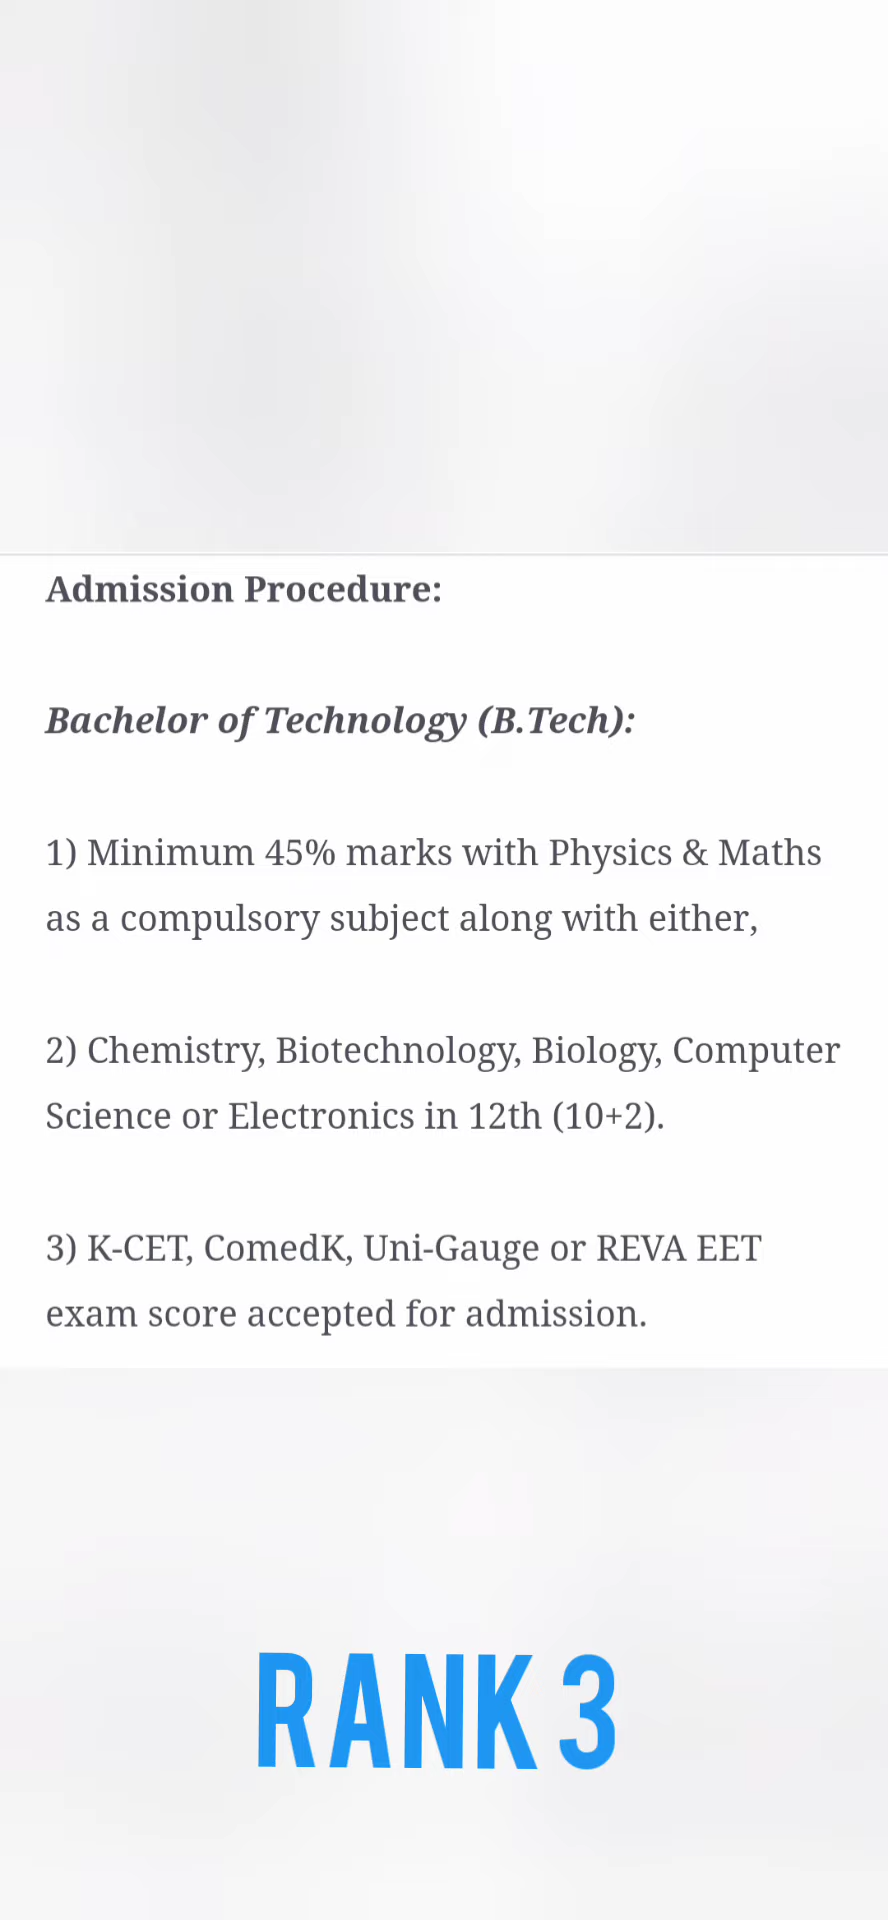 Admission Procedure:
Bachelor of Technology (B.Tech):
1) Minimum 45% marks with Physics & Maths
as a compulsory subject along with either,
2) Chemistry, Biotechnology, Biology, Computer
Science or Electronics in 12th (10+2).
3) K-CET, ComedK, Uni-Gauge or REVA EET
exam score accepted for admission.
RANK 3